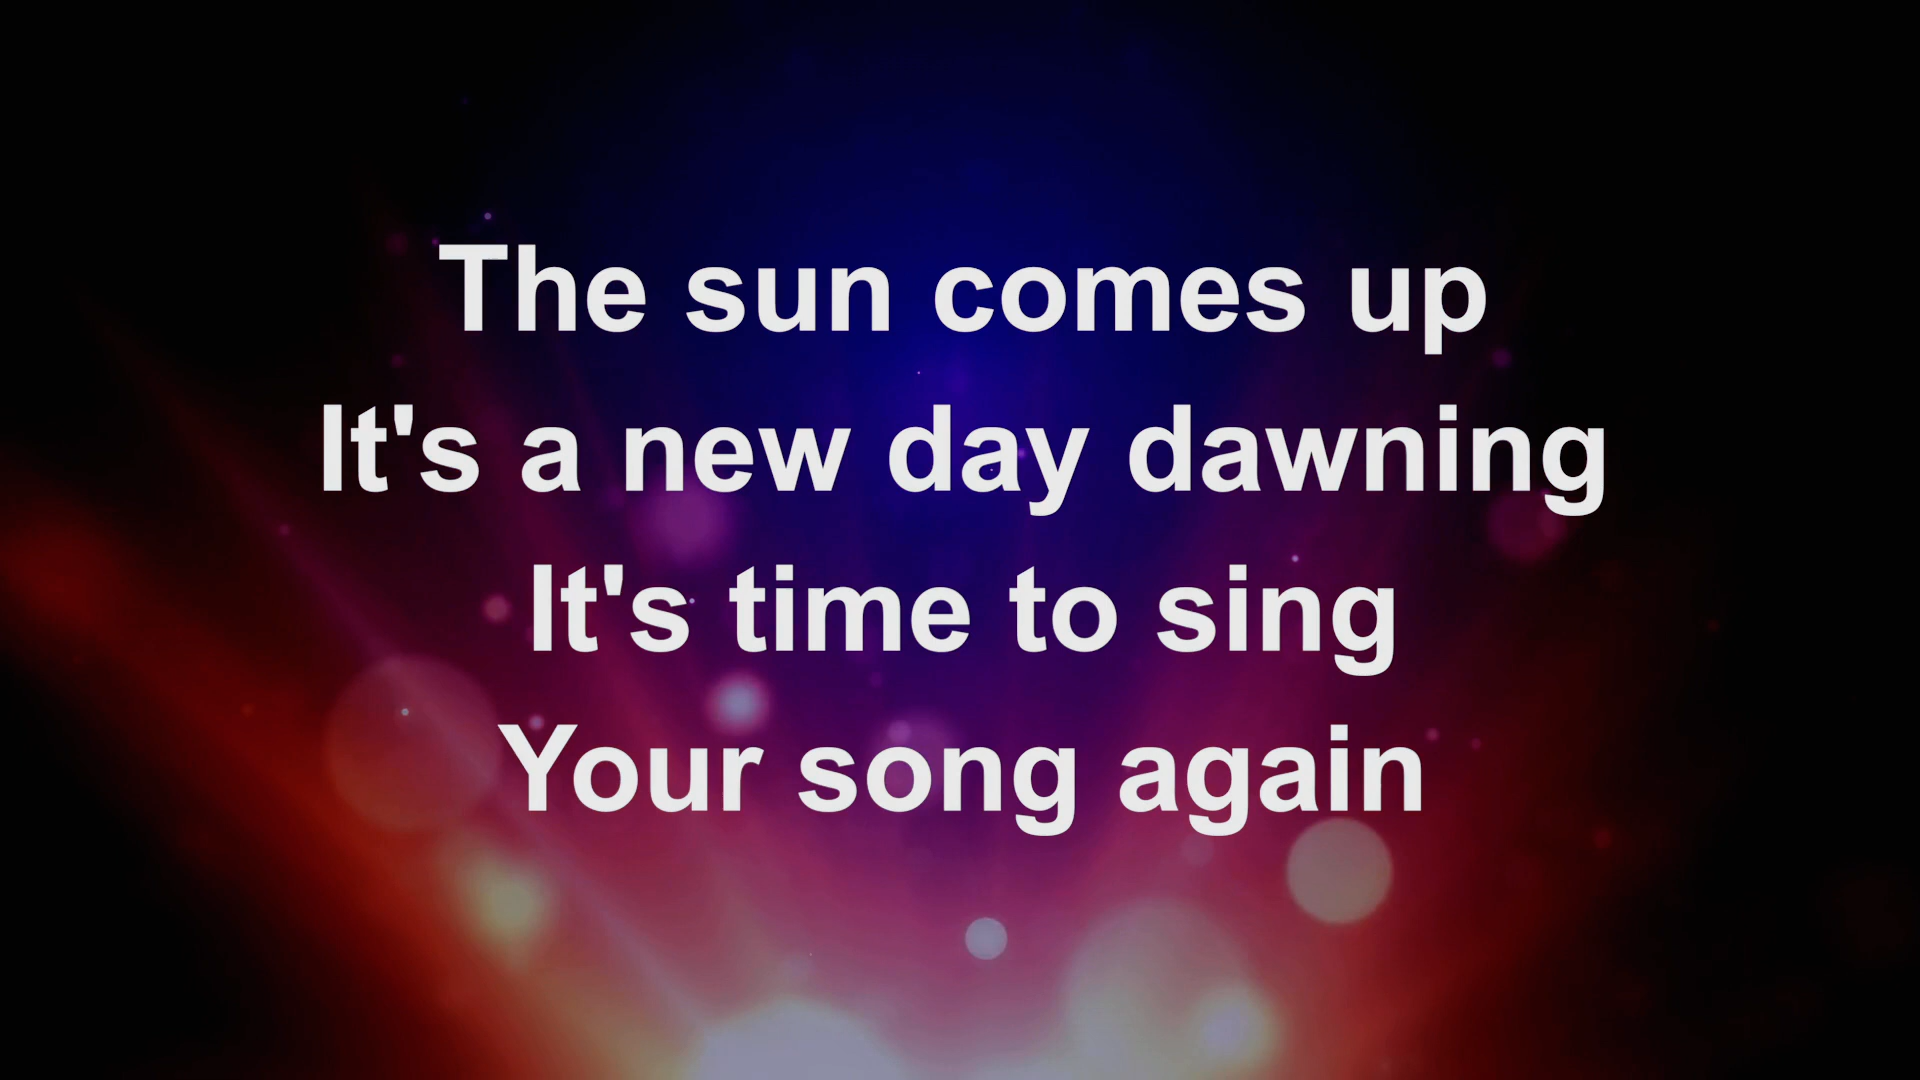 The sun comes up
It's a new day dawning
It's time to sing
Your song again